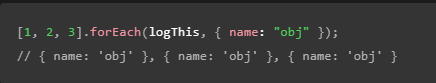 [1, 2, 3].forEach(logThis, { name: "obj" });
// { name: 'obj' }, { name: 'obj' }, { name: 'obj' }